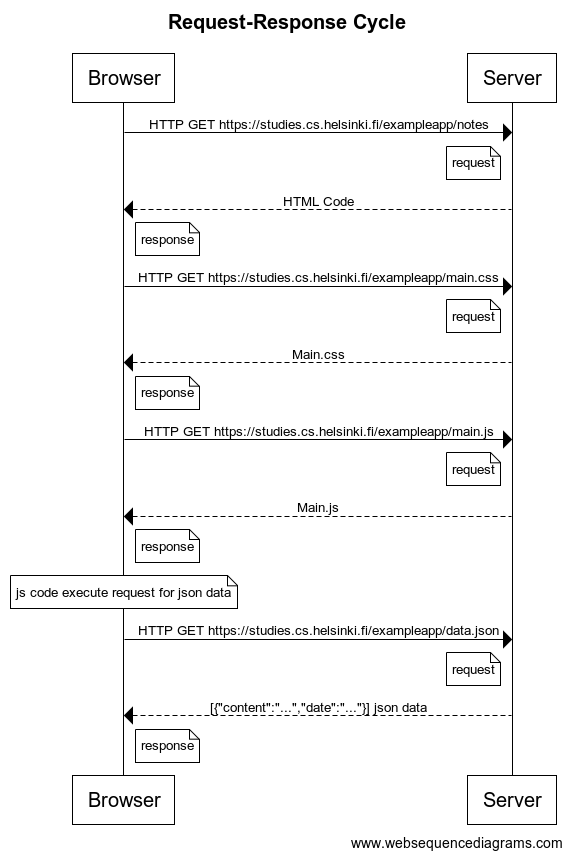 Request-Response Cycle
Browser
Server
HTTP GET https://studies.cs.helsinki.fi/exampleapp/notes
request
HTML Code
response
HTTP GET https://studies.cs.helsinki.fi/exampleapp/main.css
request
Main.css
response
HTTP GET https://studies.cs.helsinki.fi/exampleapp/main.js
request
Main.js
response
js code execute request for json data
HTTP GET https://studies.cs.helsinki.fi/exampleapp/data.json
request
[{"content":"...","date":"..."}] json data
response
Browser
Server
www.websequencediagrams.com